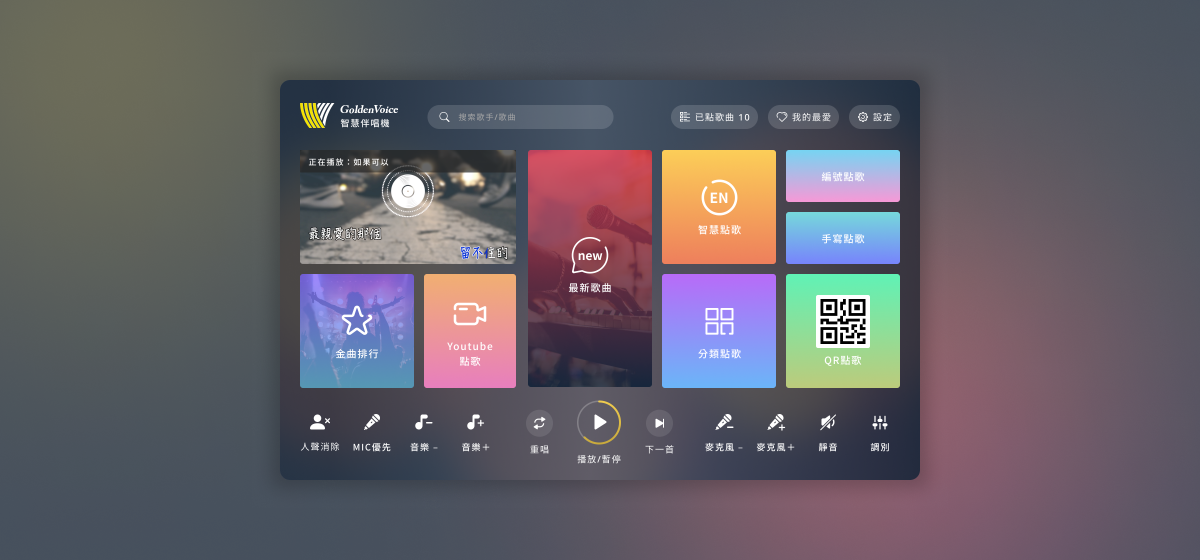 GoldenVoice
智慧伴唱機
搜索歌手/歌曲
已點歌曲 10
我的最愛
設定
正在播放：如果可以
最親愛的那個
留不住的
金曲排行
Youtube
點歌
new
最新歌曲
EN
智慧點歌
編號點歌
手寫點歌
分類點歌
QR點歌
人聲消除
MIC優先
音樂 –
音樂＋
重唱
播放/暫停
下一首
麥克風 –
麥克風＋
靜音
調別